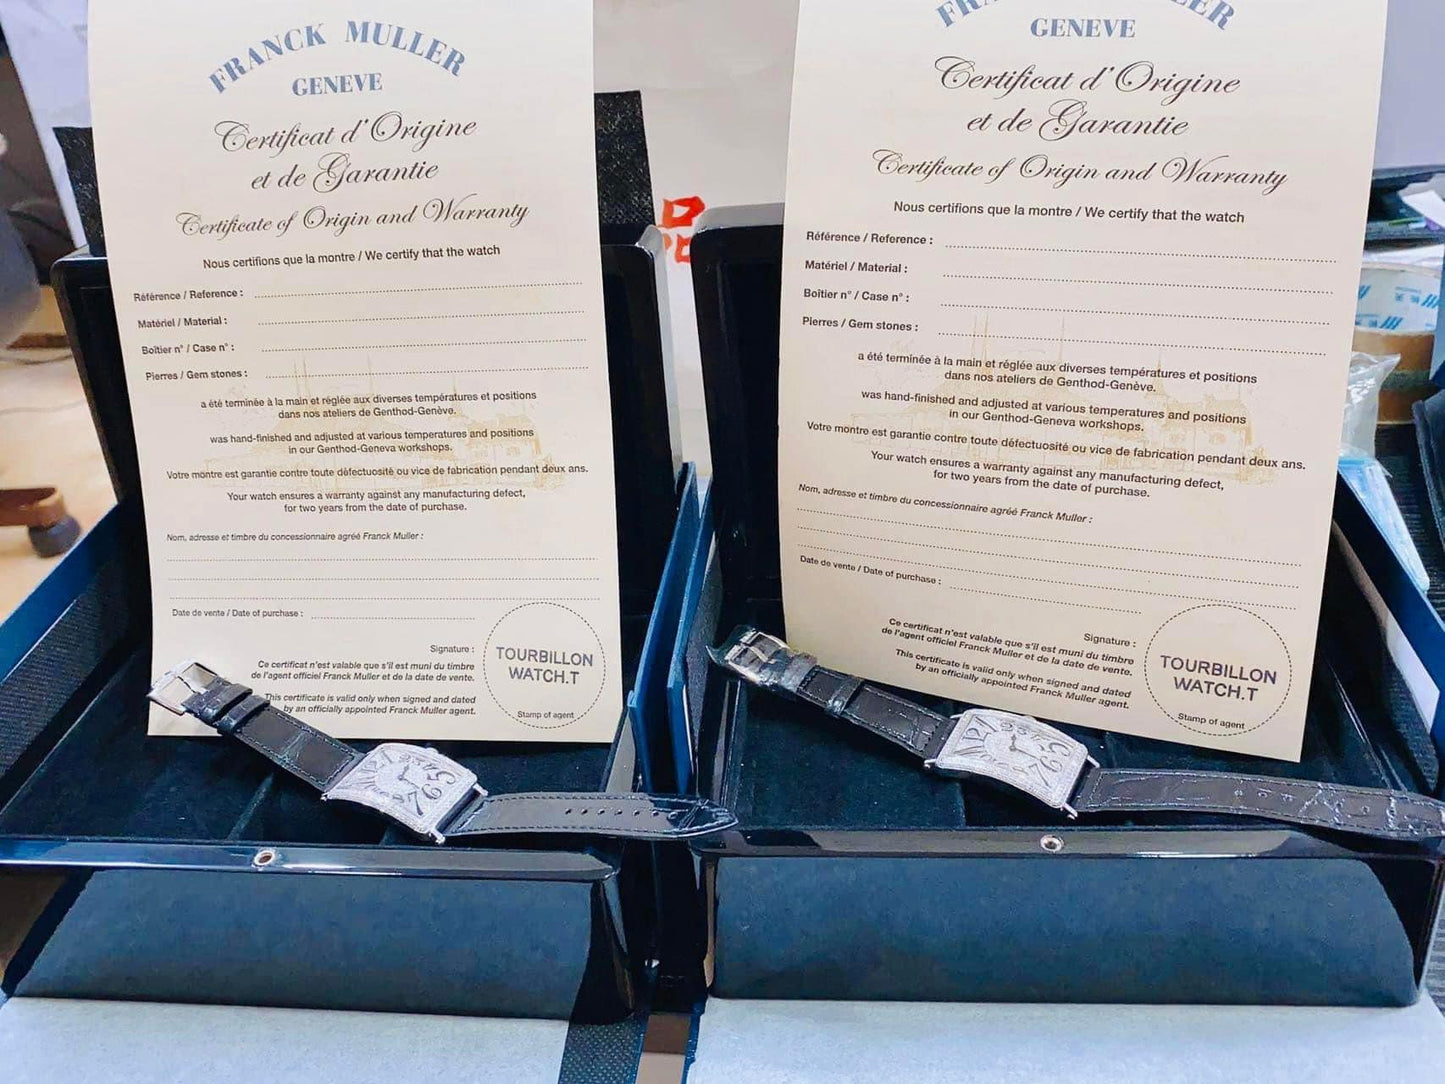 FRANCK MULLER
GENEVE
Certificat d'Origine
et de Garantie
Certificate of Origin and Warranty
Nous certifions que la montre / We certify that the watch
Référence / Reference :
Matériel / Material :
Boîtier n° / Case n° :
Pierres / Gem stones :
a été terminée à la main et réglée aux diverses températures et positions
dans nos ateliers de Genthod-Genève.
was hand-finished and adjusted at various temperatures and positions
in our Genthod-Geneva workshops.
Votre montre est garantie contre toute défectuosité ou vice de fabrication pendant deux ans.
Your watch ensures a warranty against any manufacturing defect,
for two years from the date of purchase.
Nom, adresse et timbre du concessionnaire agréé Franck Muller :
Date de vente / Date of purchase :
Signature :
Ce certificat n'est valable que s'il est muni du timbre
de l'agent officiel Franck Muller et de la date de vente.
This certificate is valid only when signed and dated
by an officially appointed Franck Muller agent.
TOURBILLON
WATCH.T
Stamp of agent
FRANCK MULLER
GENEVE
Certificat d'Origine
et de Garantie
Certificate of Origin and Warranty
Nous certifions que la montre / We certify that the watch
Référence / Reference :
Matériel / Material :
Boîtier n° / Case n° :
Pierres / Gem stones :
a été terminée à la main et réglée aux diverses températures et positions
dans nos ateliers de Genthod-Genève.
was hand-finished and adjusted at various temperatures and positions
in our Genthod-Geneva workshops.
Votre montre est garantie contre toute défectuosité ou vice de fabrication pendant deux ans.
Your watch ensures a warranty against any manufacturing defect,
for two years from the date of purchase.
Nom, adresse et timbre du concessionnaire agréé Franck Muller :
Date de vente / Date of purchase :
Signature :
Ce certificat n'est valable que s'il est muni du timbre
de l'agent officiel Franck Muller et de la date de vente.
This certificate is valid only when signed and dated
by an officially appointed Franck Muller agent.
TOURBILLON
WATCH.T
Stamp of agent